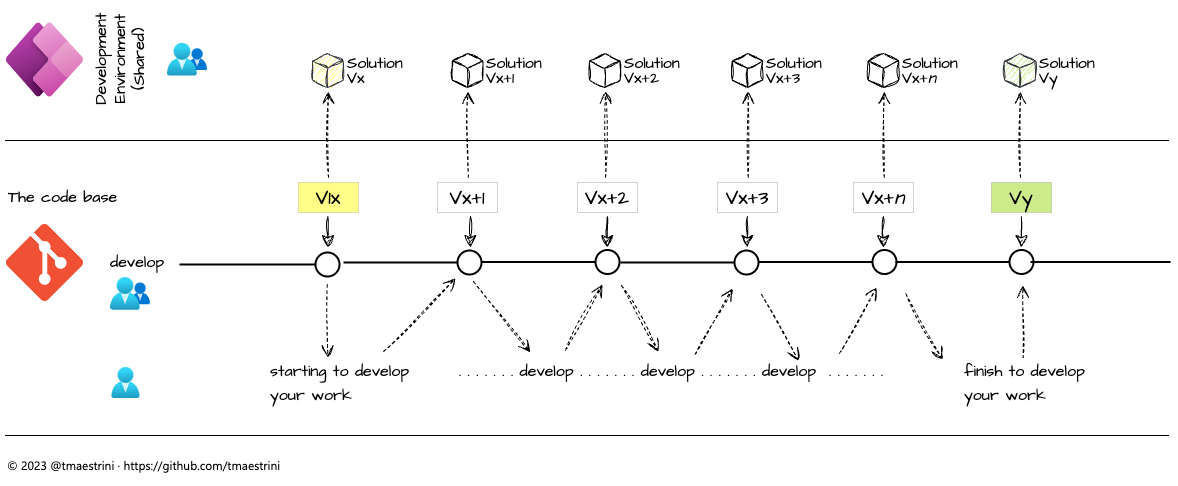 Development
Environment
(Shared)
Solution
Vx
Solution
Vx+1
Solution
Vx+2
Solution
Vx+3
Solution
Vx+n
Solution
Vy
The code base
V|x
Vx+1
Vx+2
Vx+3
Vx+n
Vy
develop
starting to develop
your work
. . . . . . . develop . . . . . . . develop . . . . . . . develop . . . . . . .
finish to develop
your work
© 2023 @tmaestrini · https://github.com/tmaestrini